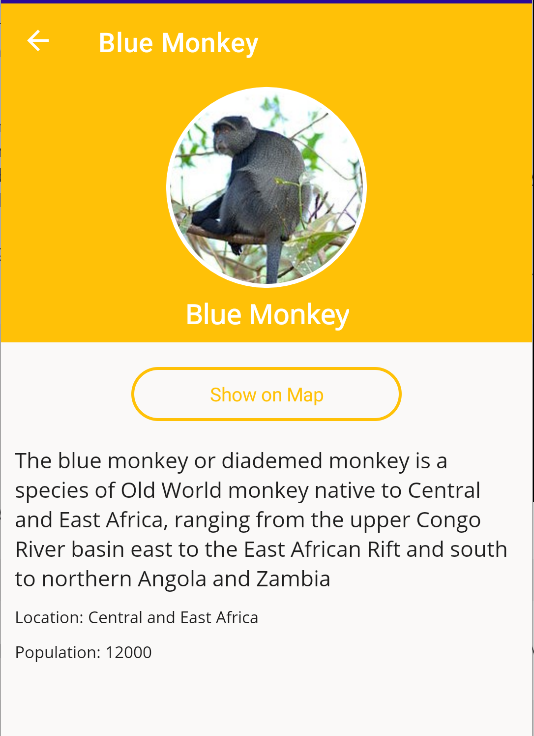 Blue Monkey
Blue Monkey
Show on Map
The blue monkey or diademed monkey is a
species of Old World monkey native to Central
and East Africa, ranging from the upper Congo
River basin east to the East African Rift and south
to northern Angola and Zambia
Location: Central and East Africa
Population: 12000